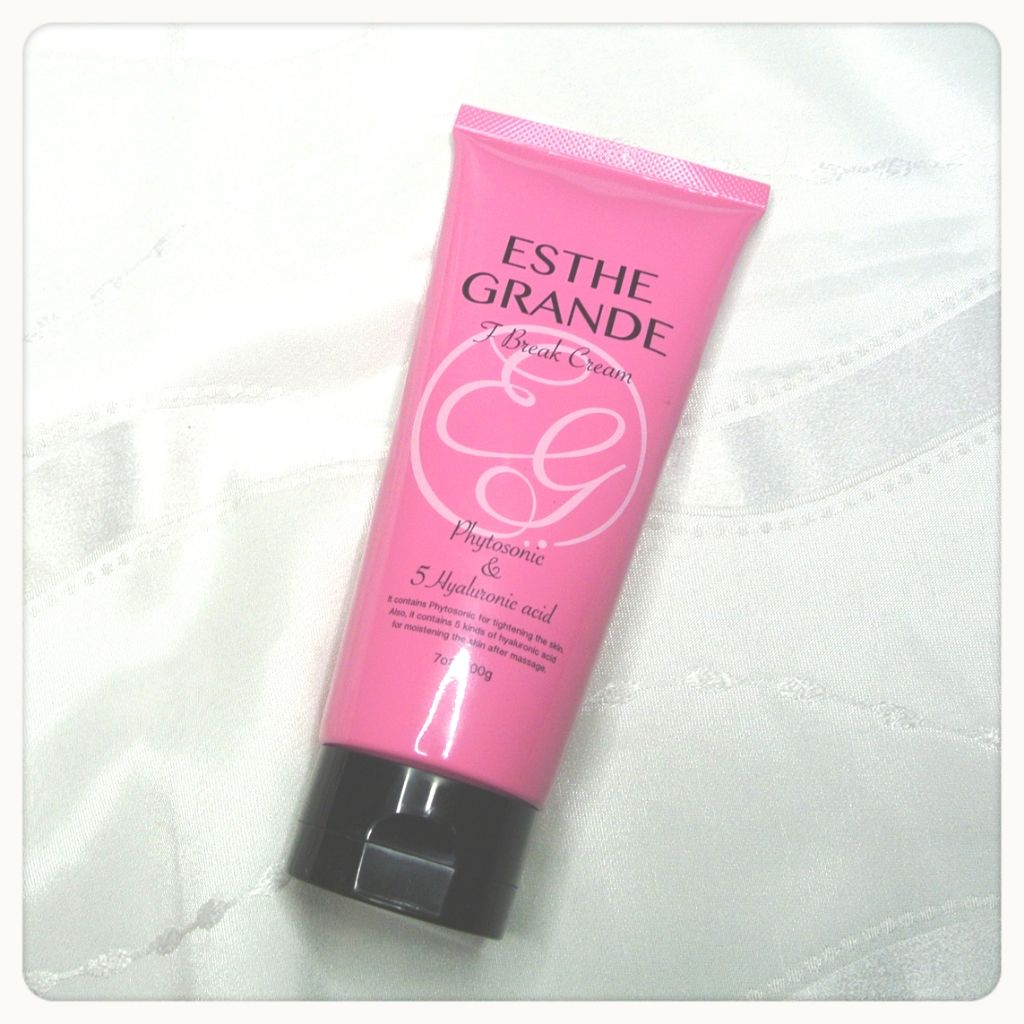 ESTHE
GRANDE
F Break Cream
EG
Phytosonic
&
5 Hyaluronic acid
It contains Phytosonic for tightening the skin.
Also, it contains 5 kinds of hyaluronic acid
for moistening the skin after massage.